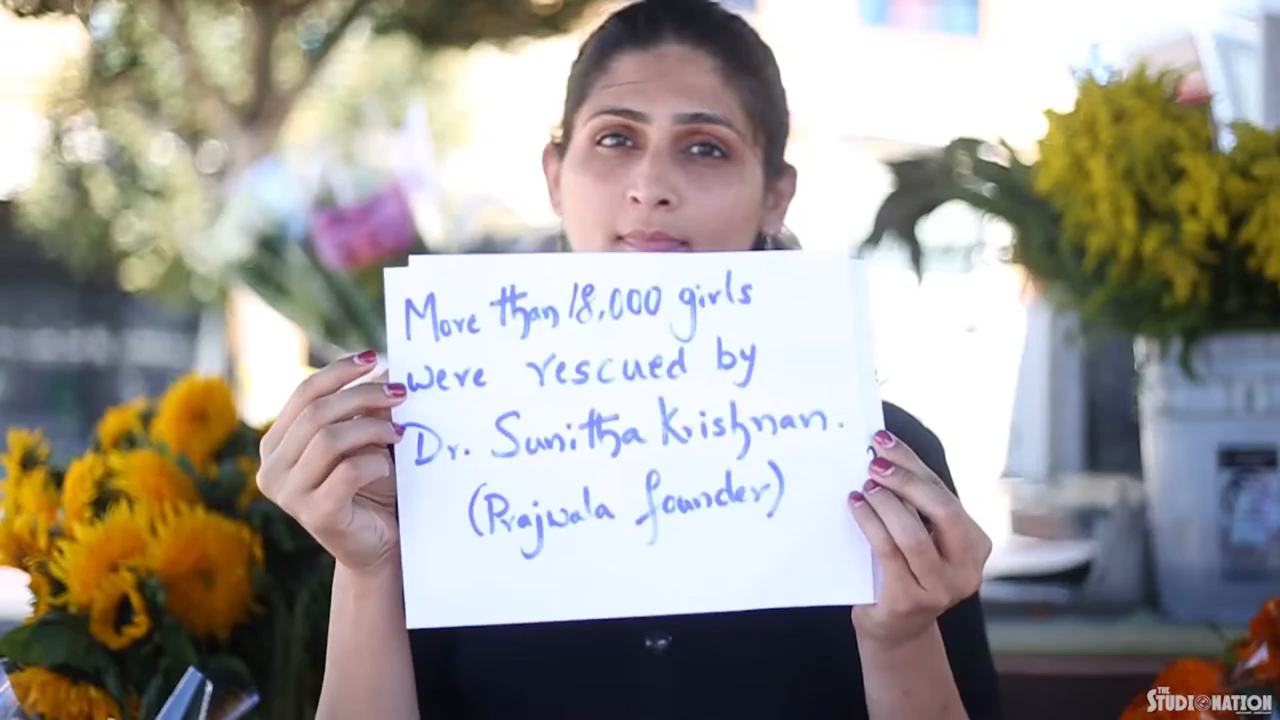 More than 18,000 girls
were rescued by
Dr. Sunitha Krishnan.
(Prajwala founder)
THE
STUDIO NATION